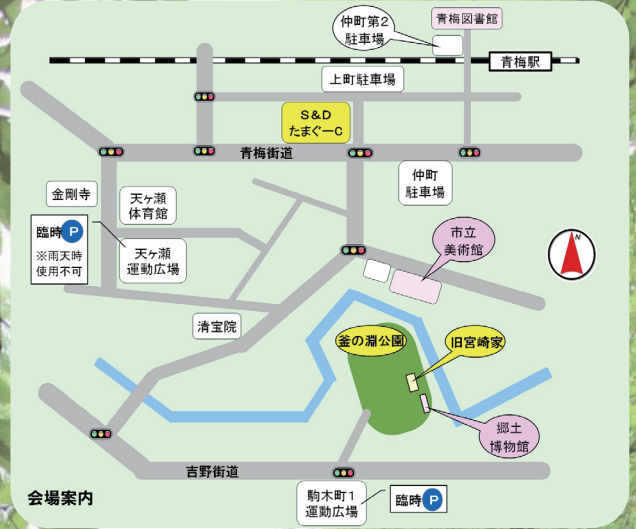 仲町第2
駐車場
青梅図書館
青梅駅
上町駐車場
S&D
たまぐーC
青梅街道
仲町
駐車場
金剛寺
天ヶ瀬
体育館
臨時P
※雨天時
使用不可
天ヶ瀬
運動広場
市立
美術館
N
清宝院
釜の淵公園
旧宮崎家
郷土
博物館
吉野街道
会場案内
駒木町1
運動広場
臨時P